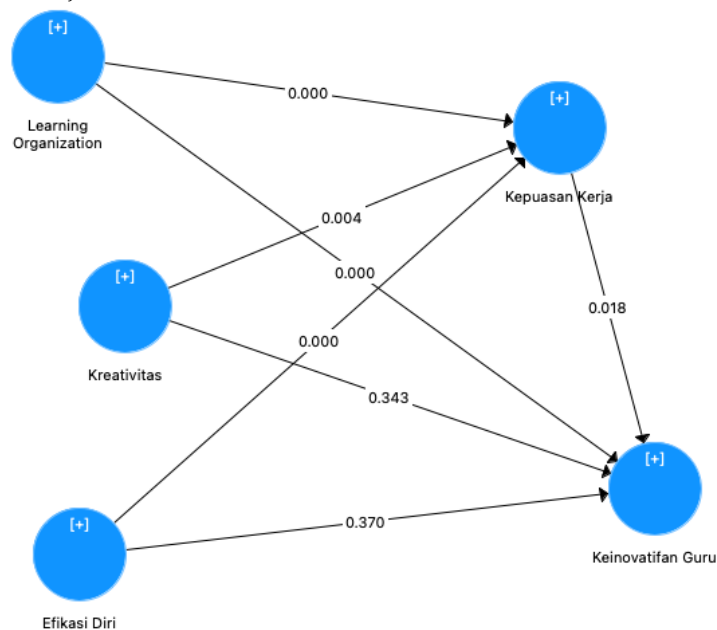 [+]
Learning
Organization
0.000
[+]
Kepuasan Kerja
0.004
0.000
[+]
Kreativitas
0.018
0.000
0.343
[+]
Keinovatifan Guru
0.370
[+]
Efikasi Diri